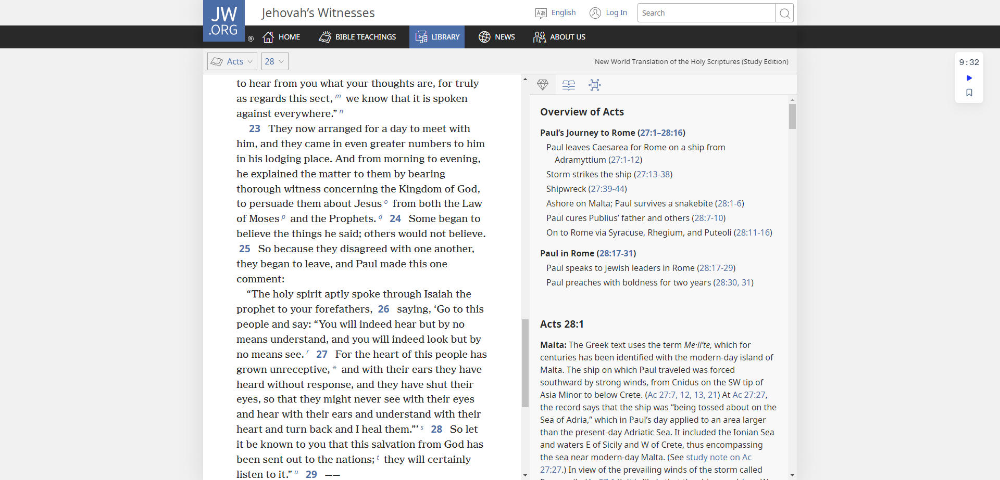 JW
.ORG
®
Jehovah’s Witnesses
English
Log In
Search
HOME
BIBLE TEACHINGS
LIBRARY
NEWS
ABOUT US
Acts
28
New World Translation of the Holy Scriptures (Study Edition)
9:32
to hear from you what your thoughts are, for truly
as regards this sect, m we know that it is spoken
against everywhere.” n
23 They now arranged for a day to meet with
him, and they came in even greater numbers to him
in his lodging place. And from morning to evening,
he explained the matter to them by bearing
thorough witness concerning the Kingdom of God,
to persuade them about Jesus o from both the Law
of Moses p and the Prophets. q 24 Some began to
believe the things he said; others would not believe.
25 So because they disagreed with one another,
they began to leave, and Paul made this one
comment:
“The holy spirit aptly spoke through Isaiah the
prophet to your forefathers, 26 saying, ‘Go to this
people and say: “You will indeed hear but by no
means understand, and you will indeed look but by
no means see. r 27 For the heart of this people has
grown unreceptive, * and with their ears they have
heard without response, and they have shut their
eyes, so that they might never see with their eyes
and hear with their ears and understand with their
heart and turn back and I heal them.”’ s 28 So let
it be known to you that this salvation from God has
been sent out to the nations; t they will certainly
listen to it.” u 29 ——
Overview of Acts
Paul’s Journey to Rome (27:1–28:16)
Paul leaves Caesarea for Rome on a ship from
Adramyttium (27:1-12)
Storm strikes the ship (27:13-38)
Shipwreck (27:39-44)
Ashore on Malta; Paul survives a snakebite (28:1-6)
Paul cures Publius’ father and others (28:7-10)
On to Rome via Syracuse, Rhegium, and Puteoli (28:11-16)
Paul in Rome (28:17-31)
Paul speaks to Jewish leaders in Rome (28:17-29)
Paul preaches with boldness for two years (28:30, 31)
Acts 28:1
Malta: The Greek text uses the term Me·liʹte, which for
centuries has been identified with the modern-day island of
Malta. The ship on which Paul traveled was forced
southward by strong winds, from Cnidus on the SW tip of
Asia Minor to below Crete. (Ac 27:7, 12, 13, 21) At Ac 27:27,
the record says that the ship was “being tossed about on the
Sea of Adria,” which in Paul’s day applied to an area larger
than the present-day Adriatic Sea. It included the Ionian Sea
and waters E of Sicily and W of Crete, thus encompassing
the sea near modern-day Malta. (See study note on Ac
27:27.) In view of the prevailing winds of the storm called